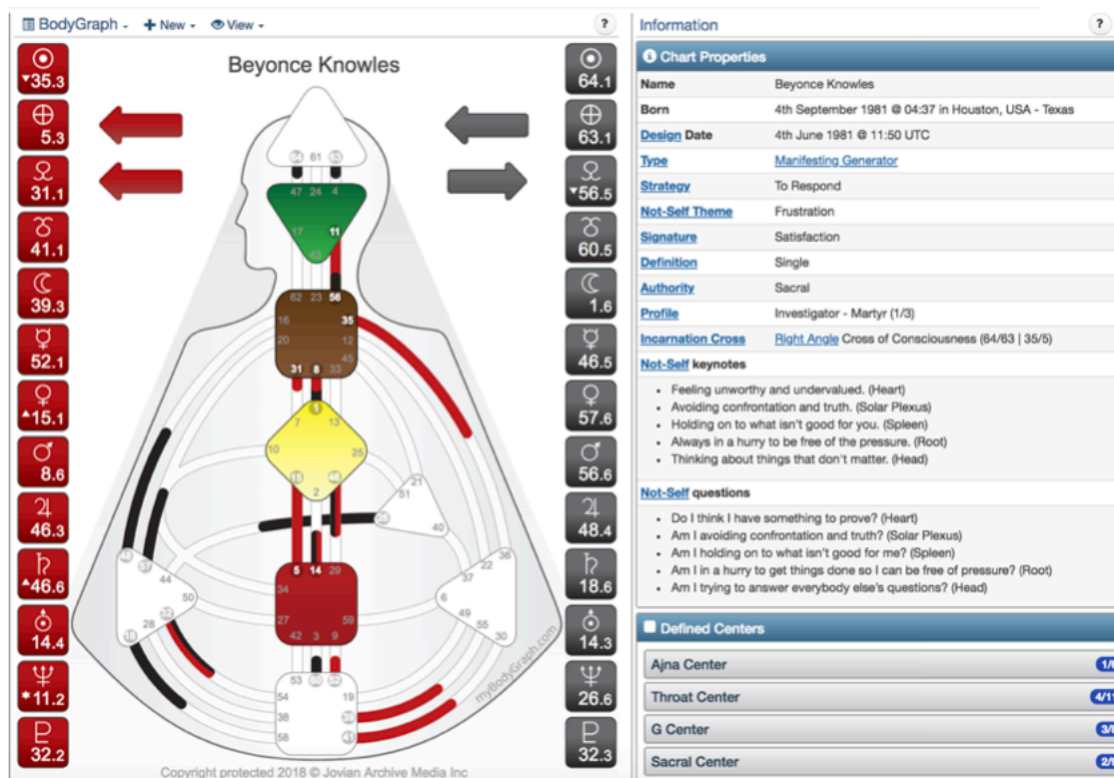 BodyGraph
New
View
?
Beyonce Knowles
35.3
5.3
31.1
41.1
39.3
52.1
15.1
8.6
46.3
46.6
14.4
11.2
32.2
64.1
63.1
56.5
60.5
1.6
46.5
57.6
56.6
48.4
18.6
14.3
26.6
32.3
61
47 24 4
17 11
43
62 23 56
16 35
20 12
45
31 8 33
1
7 13
10 25
2
21
51
40
5 14 29
34
27 59
42 3 9
44
50
28
36
22
37
6
49
55
30
53
54 19
38
58
myBodyGraph.com
Copyright protected 2018 © Jovian Archive Media Inc
Information
?
Chart Properties
Name Beyonce Knowles
Born 4th September 1981 @ 04:37 in Houston, USA - Texas
Design Date 4th June 1981 @ 11:50 UTC
Type Manifesting Generator
Strategy To Respond
Not-Self Theme Frustration
Signature Satisfaction
Definition Single
Authority Sacral
Profile Investigator - Martyr (1/3)
Incarnation Cross Right Angle Cross of Consciousness (64/63 | 35/5)
Not-Self keynotes
• Feeling unworthy and undervalued. (Heart)
• Avoiding confrontation and truth. (Solar Plexus)
• Holding on to what isn't good for you. (Spleen)
• Always in a hurry to be free of the pressure. (Root)
• Thinking about things that don't matter. (Head)
Not-Self questions
• Do I think I have something to prove? (Heart)
• Am I avoiding confrontation and truth? (Solar Plexus)
• Am I holding on to what isn't good for me? (Spleen)
• Am I in a hurry to get things done so I can be free of pressure? (Root)
• Am I trying to answer everybody else's questions? (Head)
Defined Centers
Ajna Center
Throat Center
G Center
Sacral Center